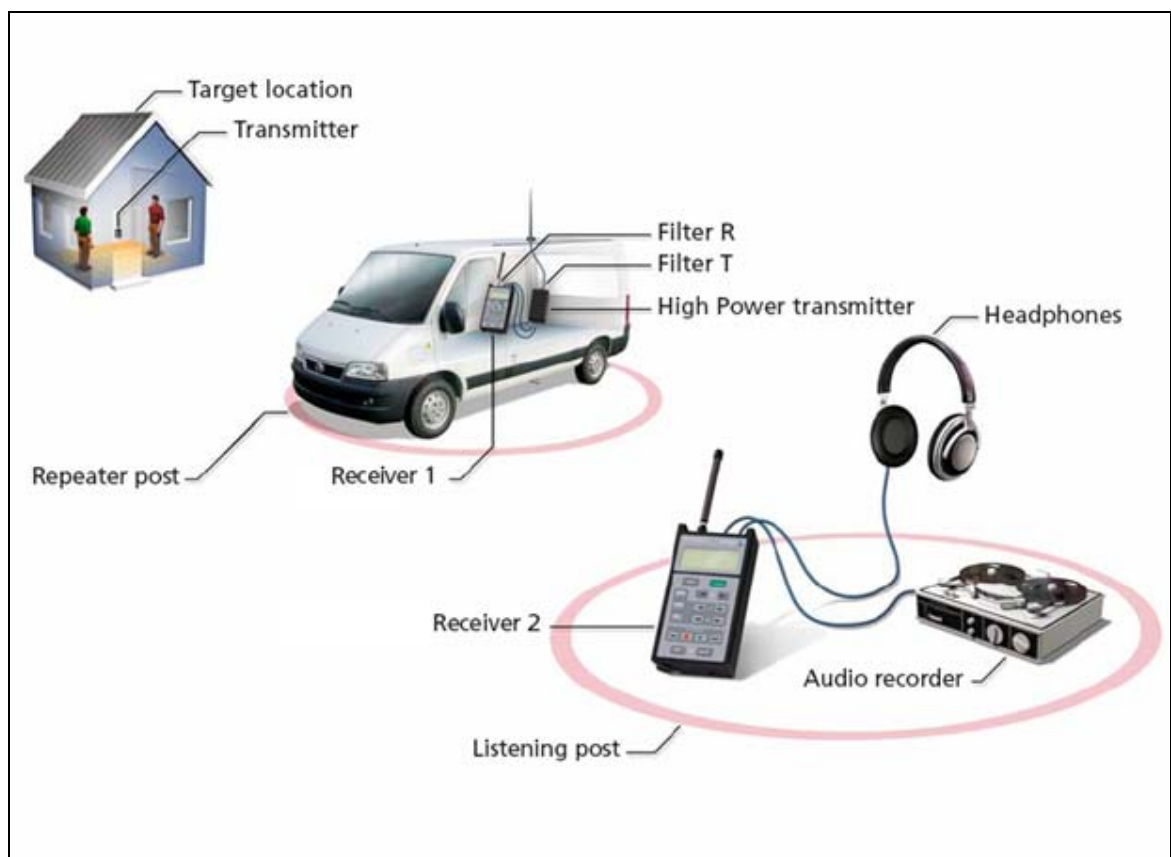 Target location
Transmitter
Filter R
Filter T
High Power transmitter
Headphones
Repeater post
Receiver 1
Receiver 2
Audio recorder
Listening post